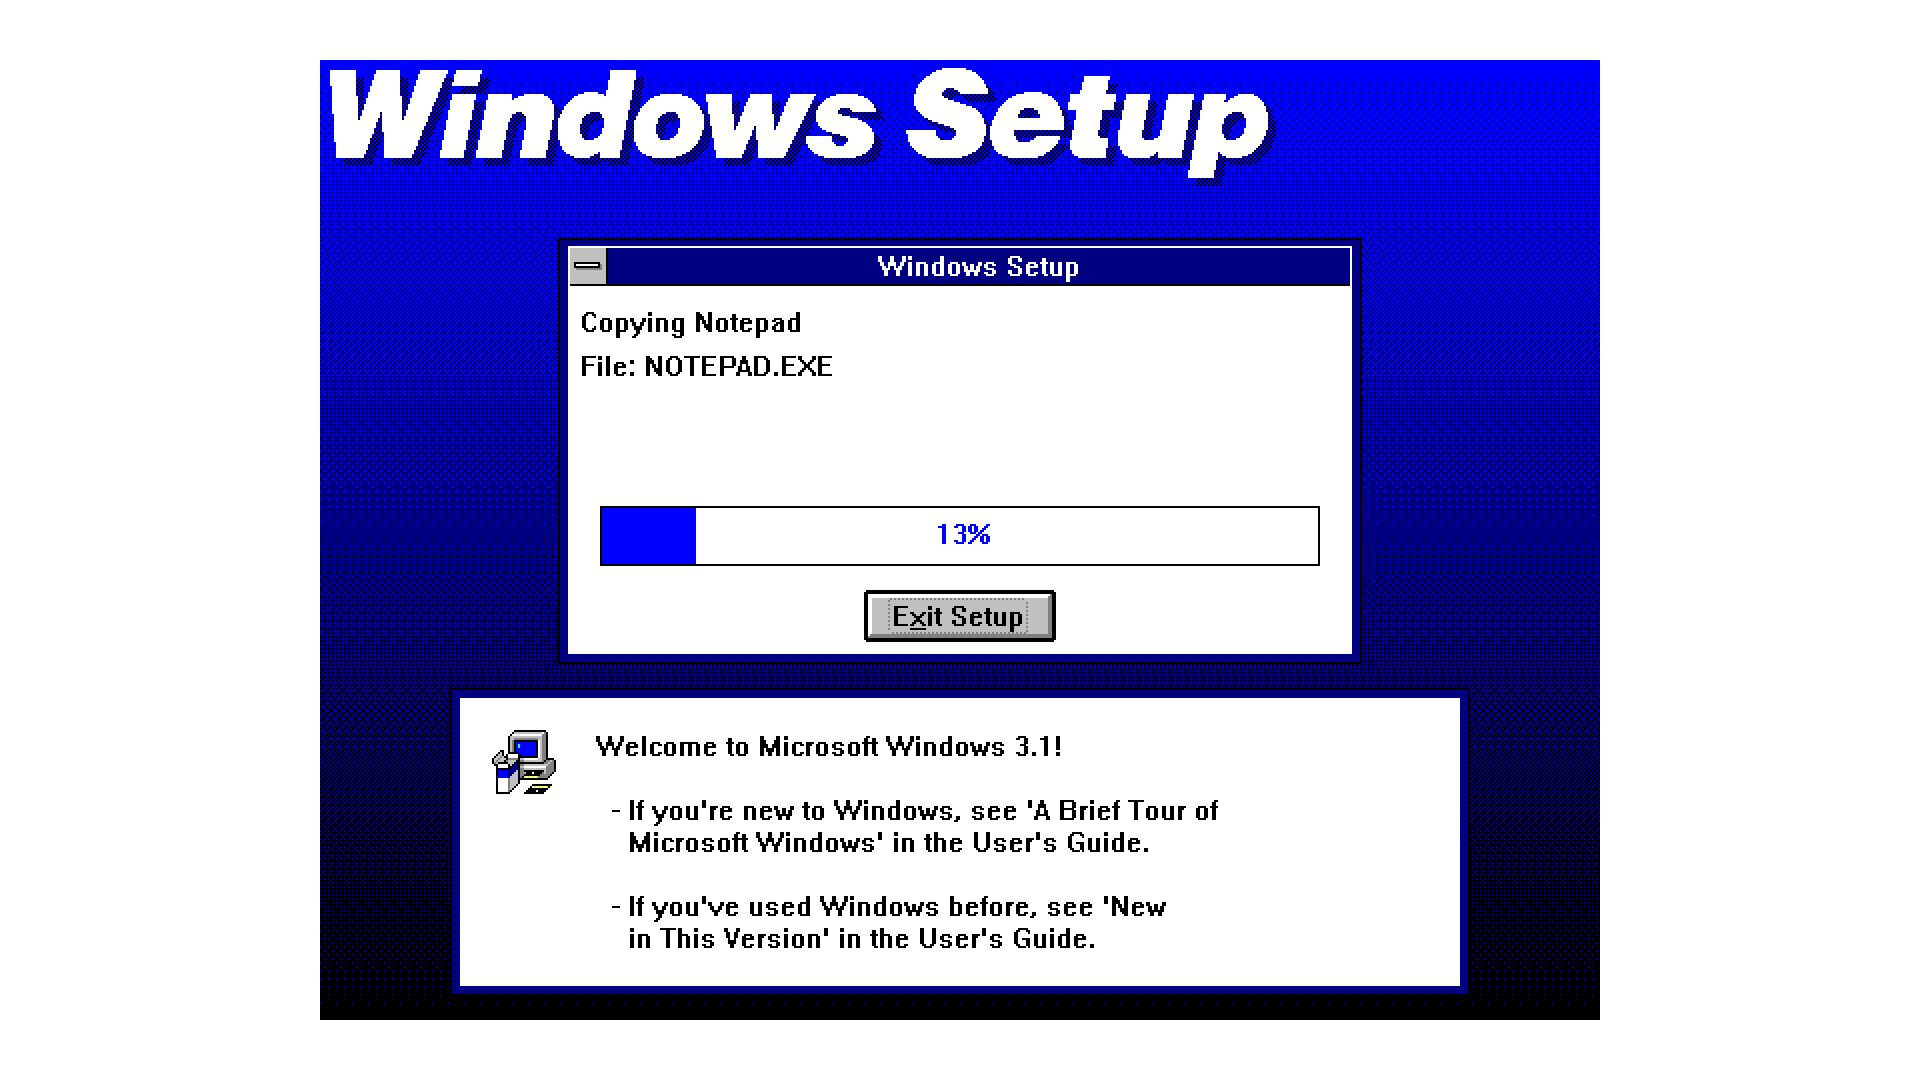 Windows Setup
Windows Setup
Copying Notepad
File: NOTEPAD.EXE
13%
Exit Setup
Welcome to Microsoft Windows 3.1!
- If you're new to Windows, see 'A Brief Tour of
Microsoft Windows' in the User's Guide.
- If you've used Windows before, see 'New
in This Version' in the User's Guide.